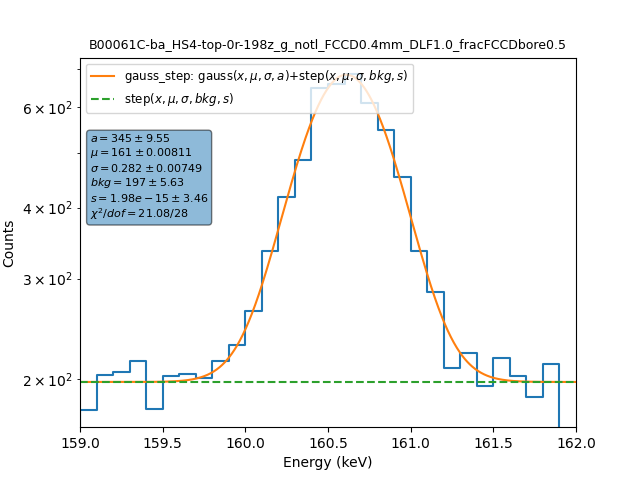 B00061C-ba_HS4-top-0r-198z_g_notl_FCCD0.4mm_DLF1.0_fracFCCDbore0.5
gauss_step: gauss(x, μ, σ, a)+step(x, μ, σ, bkg, s)
step(x, μ, σ, bkg, s)
a = 345 ± 9.55
μ = 161 ± 0.00811
σ = 0.282 ± 0.00749
bkg = 197 ± 5.63
s = 1.98e − 15 ± 3.46
χ²/dof = 21.08/28
6 × 10²
4 × 10²
3 × 10²
2 × 10²
Counts
159.0 159.5 160.0 160.5 161.0 161.5 162.0
Energy (keV)